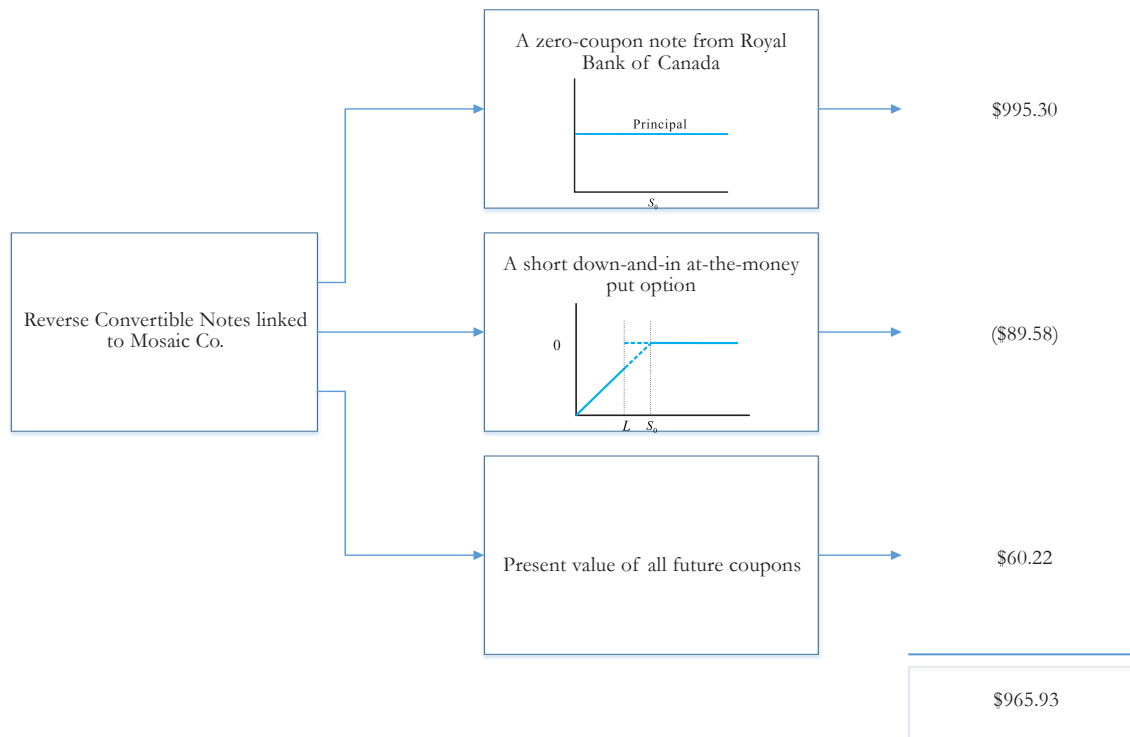 A zero-coupon note from Royal
Bank of Canada
Principal
S₀
$995.30
Reverse Convertible Notes linked
to Mosaic Co.
A short down-and-in at-the-money
put option
0
L S₀
($89.58)
Present value of all future coupons
$60.22
$965.93